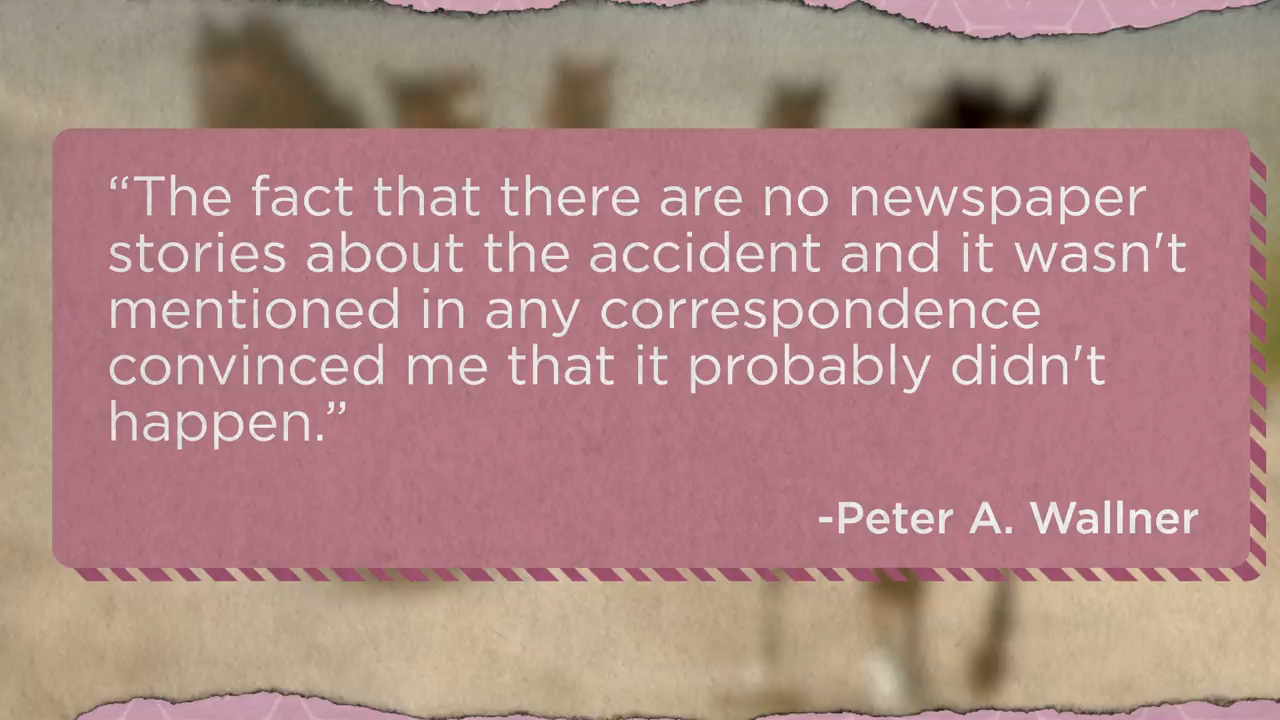 “The fact that there are no newspaper
stories about the accident and it wasn't
mentioned in any correspondence
convinced me that it probably didn't
happen.”
-Peter A. Wallner